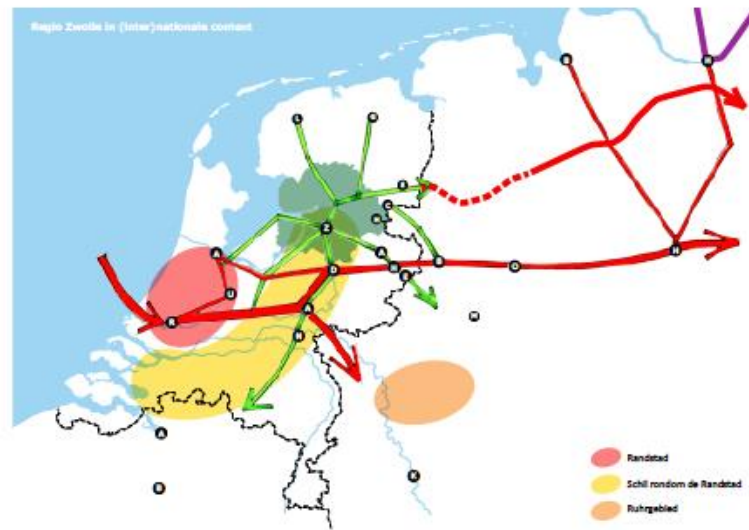 Regio Zwolle in (Inter)nationale context
L
Z
A
A
D
U
R
A
N
H
M
A
B
K
Randstad
Schil rondom de Randstad
Ruhrgebied